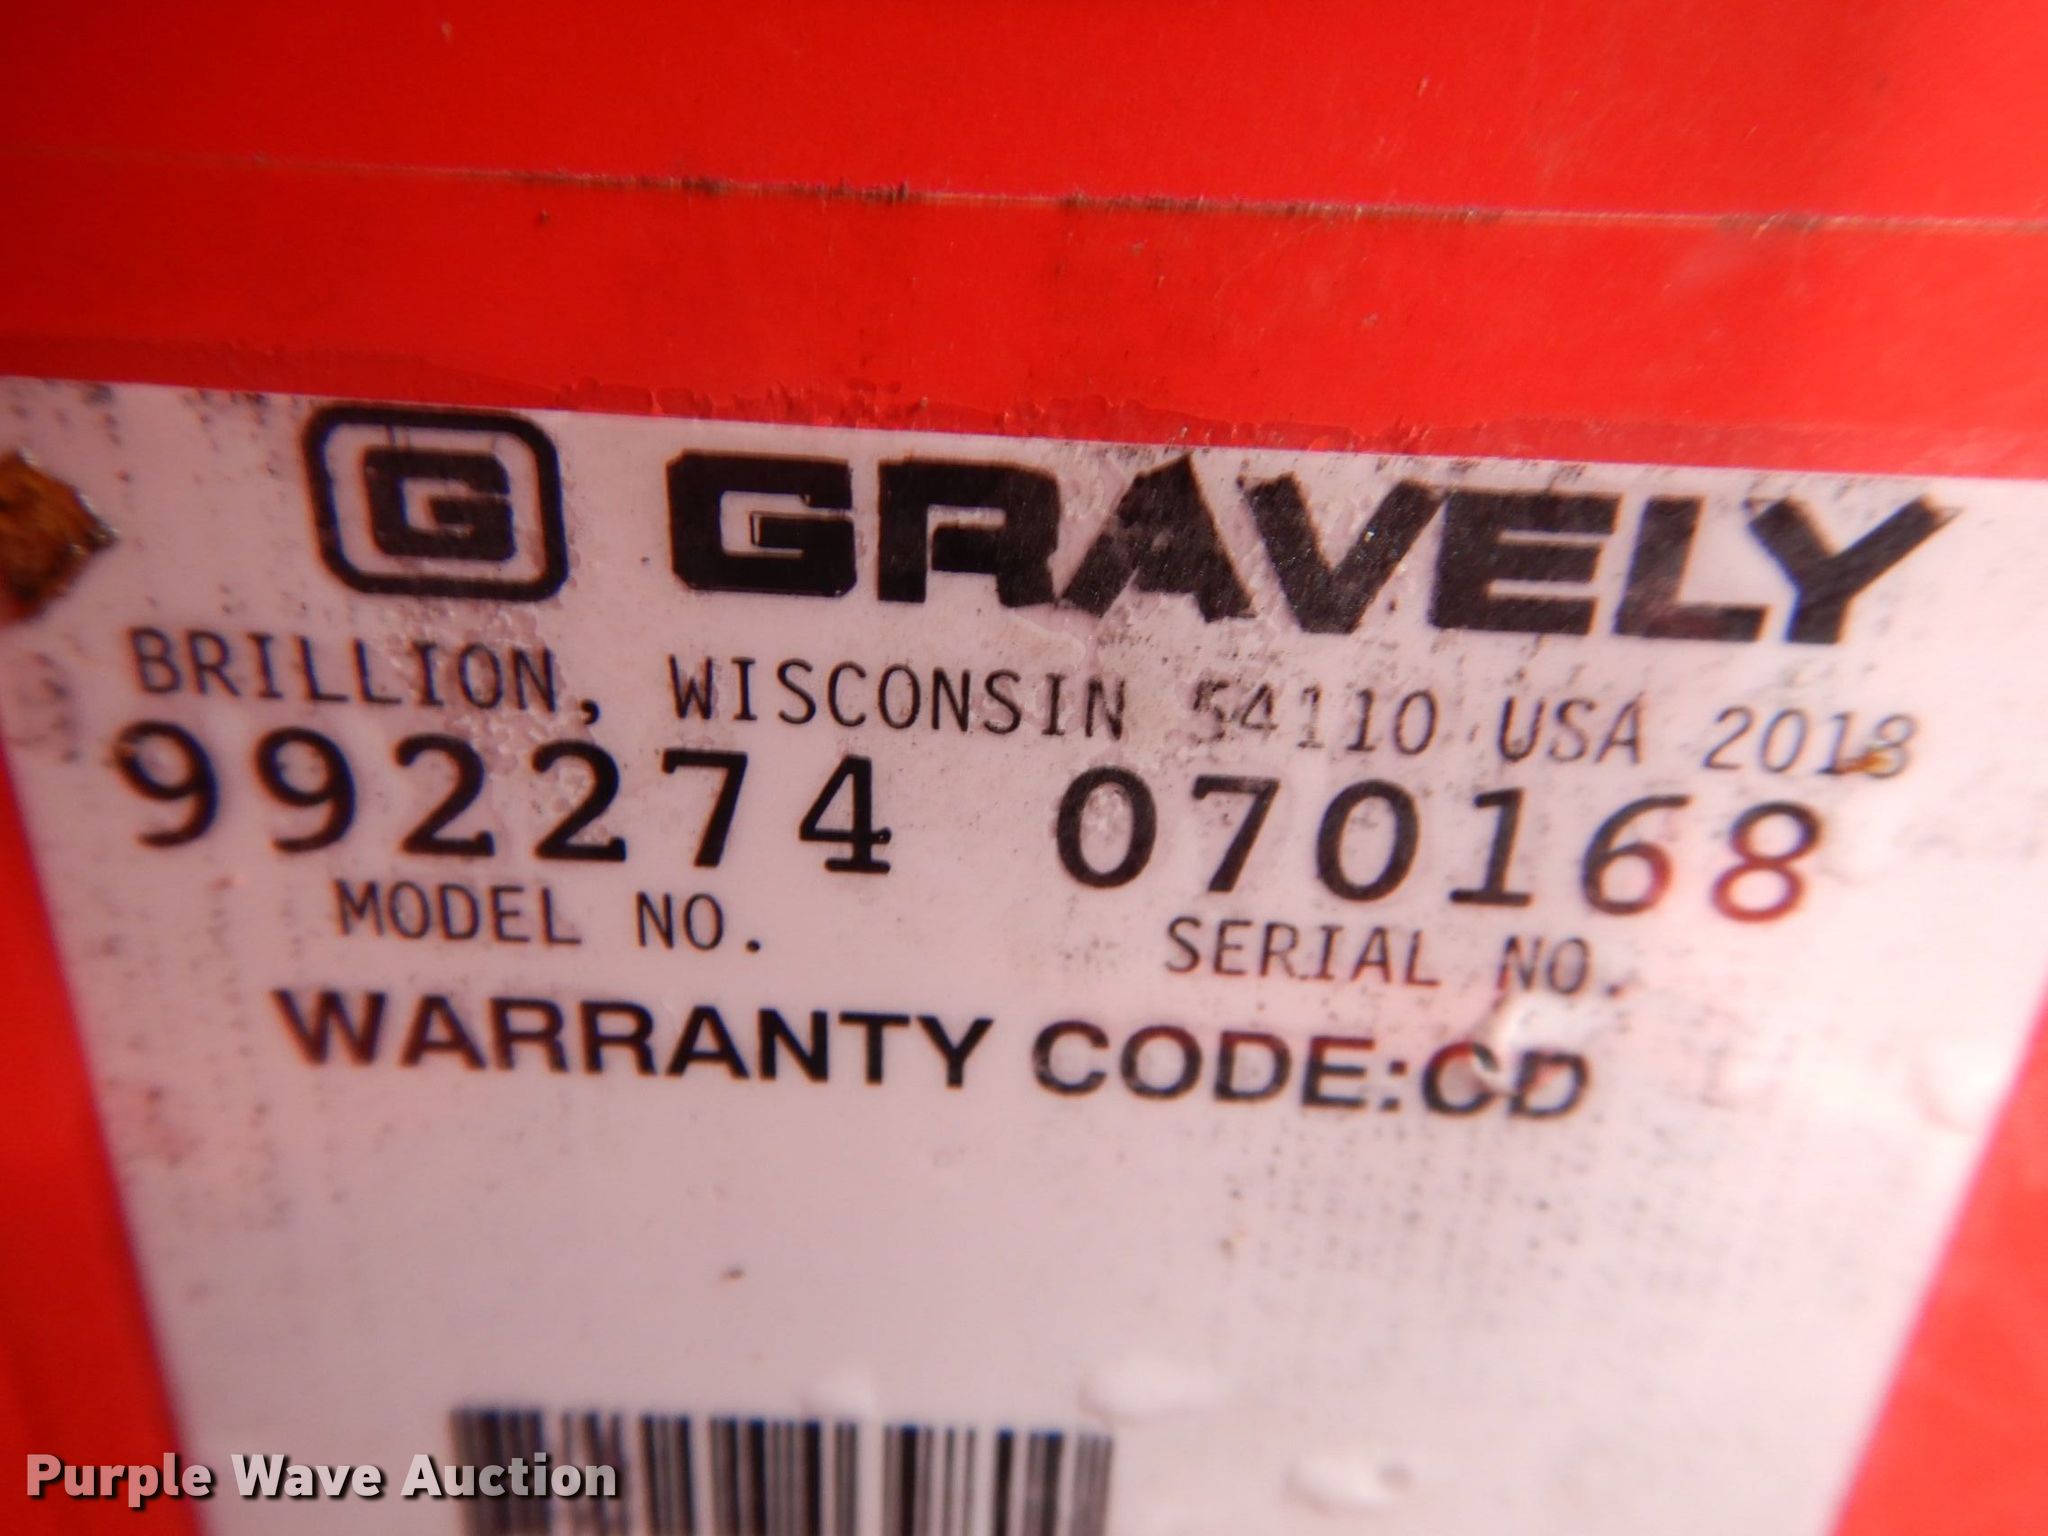 G GRAVELY
BRILLION, WISCONSIN 54110 USA 2018
992274 070168
MODEL NO. SERIAL NO.
WARRANTY CODE:CD
Purple Wave Auction